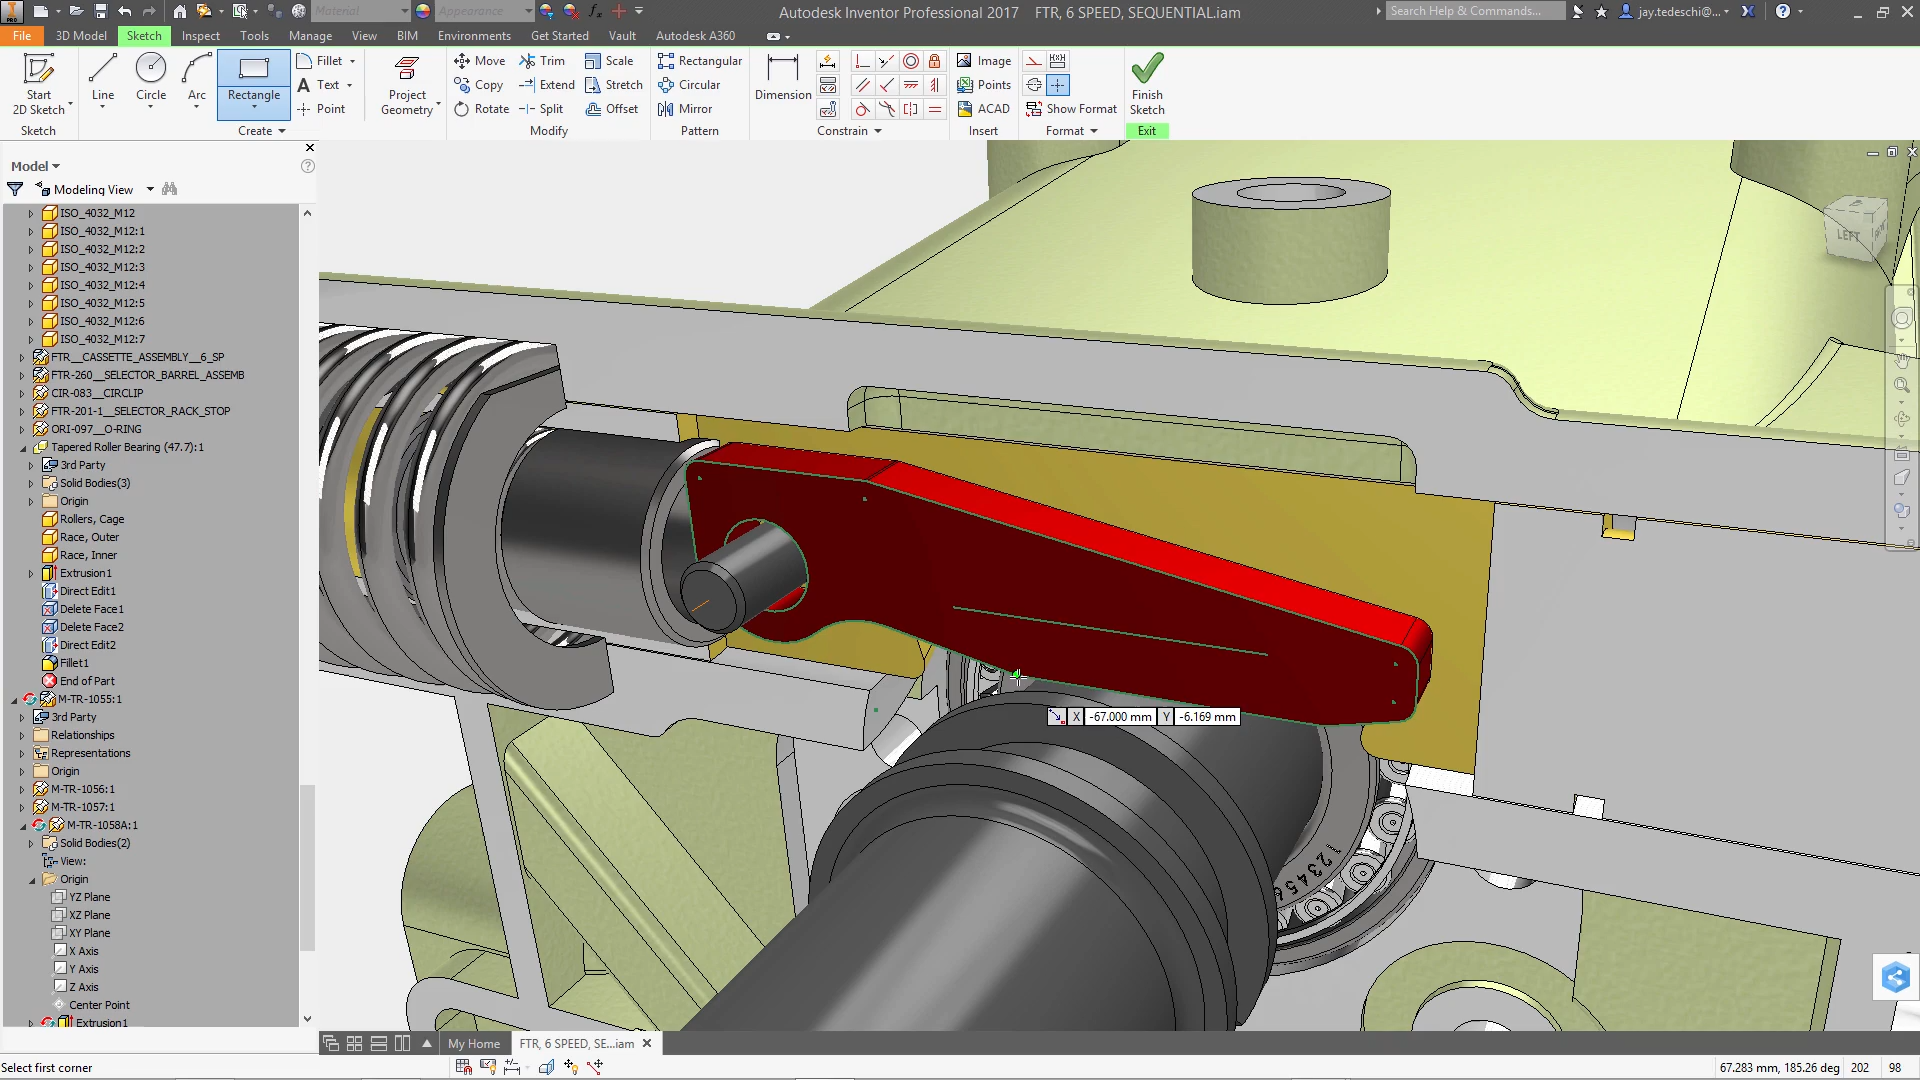 Material
Appearance
Autodesk Inventor Professional 2017 FTR, 6 SPEED, SEQUENTIAL.iam
Search Help & Commands...
jay.tedeschi@...
File 3D Model Sketch Inspect Tools Manage View BIM Environments Get Started Vault Autodesk A360
Start 2D Sketch
Line
Circle
Arc
Rectangle
Fillet
Text
Point
Project Geometry
Move Trim Scale
Copy Extend Stretch
Rotate Split Offset
Rectangular
Circular
Mirror
Dimension
Image
Points
ACAD
Show Format
Finish Sketch
Sketch Create Modify Pattern Constrain Insert Format Exit
Model
Modeling View
ISO_4032_M12
ISO_4032_M12:1
ISO_4032_M12:2
ISO_4032_M12:3
ISO_4032_M12:4
ISO_4032_M12:5
ISO_4032_M12:6
ISO_4032_M12:7
FTR__CASSETTE_ASSEMBLY__6_SP
FTR-260__SELECTOR_BARREL_ASSEMB
CIR-083__CIRCLIP
FTR-201-1__SELECTOR_RACK_STOP
ORI-097__O-RING
Tapered Roller Bearing (47.7):1
3rd Party
Solid Bodies(3)
Origin
Rollers, Cage
Race, Outer
Race, Inner
Extrusion1
Direct Edit1
Delete Face1
Delete Face2
Direct Edit2
Fillet1
End of Part
M-TR-1055:1
3rd Party
Relationships
Representations
Origin
M-TR-1056:1
M-TR-1057:1
M-TR-1058A:1
Solid Bodies(2)
View:
Origin
YZ Plane
XZ Plane
XY Plane
X Axis
Y Axis
Z Axis
Center Point
Extrusion1
LEFT
X -67.000 mm Y -6.169 mm
My Home
FTR, 6 SPEED, SE...iam
Select first corner
67.283 mm, 185.26 deg 202 98